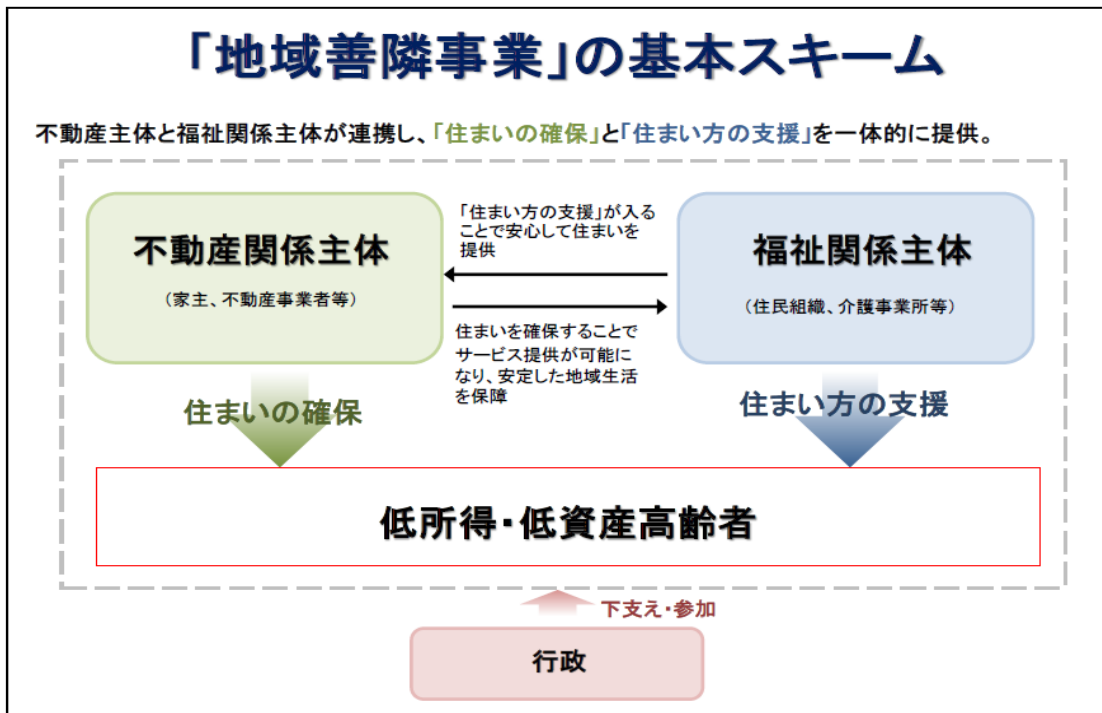 「地域善隣事業」の基本スキーム
不動産主体と福祉関係主体が連携し、「住まいの確保」と「住まい方の支援」を一体的に提供。
不動産関係主体
（家主、不動産事業者等）
「住まい方の支援」が入る
ことで安心して住まいを
提供
住まいを確保することで
サービス提供が可能に
なり、安定した地域生活
を保障
福祉関係主体
（住民組織、介護事業所等）
住まいの確保
住まい方の支援
低所得・低資産高齢者
下支え・参加
行政